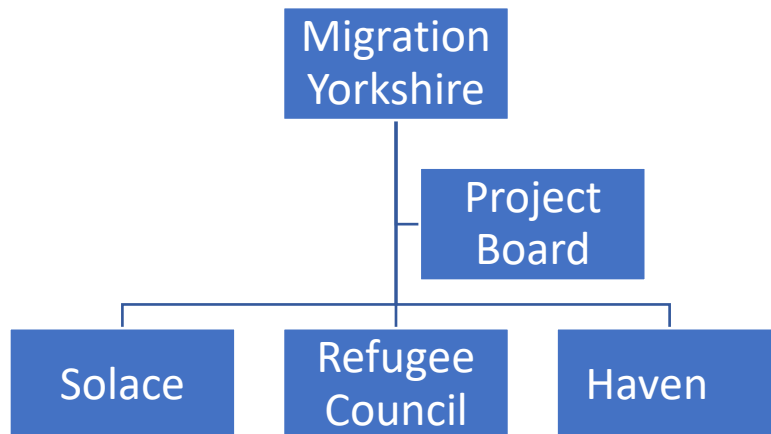 Migration
Yorkshire
Project
Board
Solace
Refugee
Council
Haven